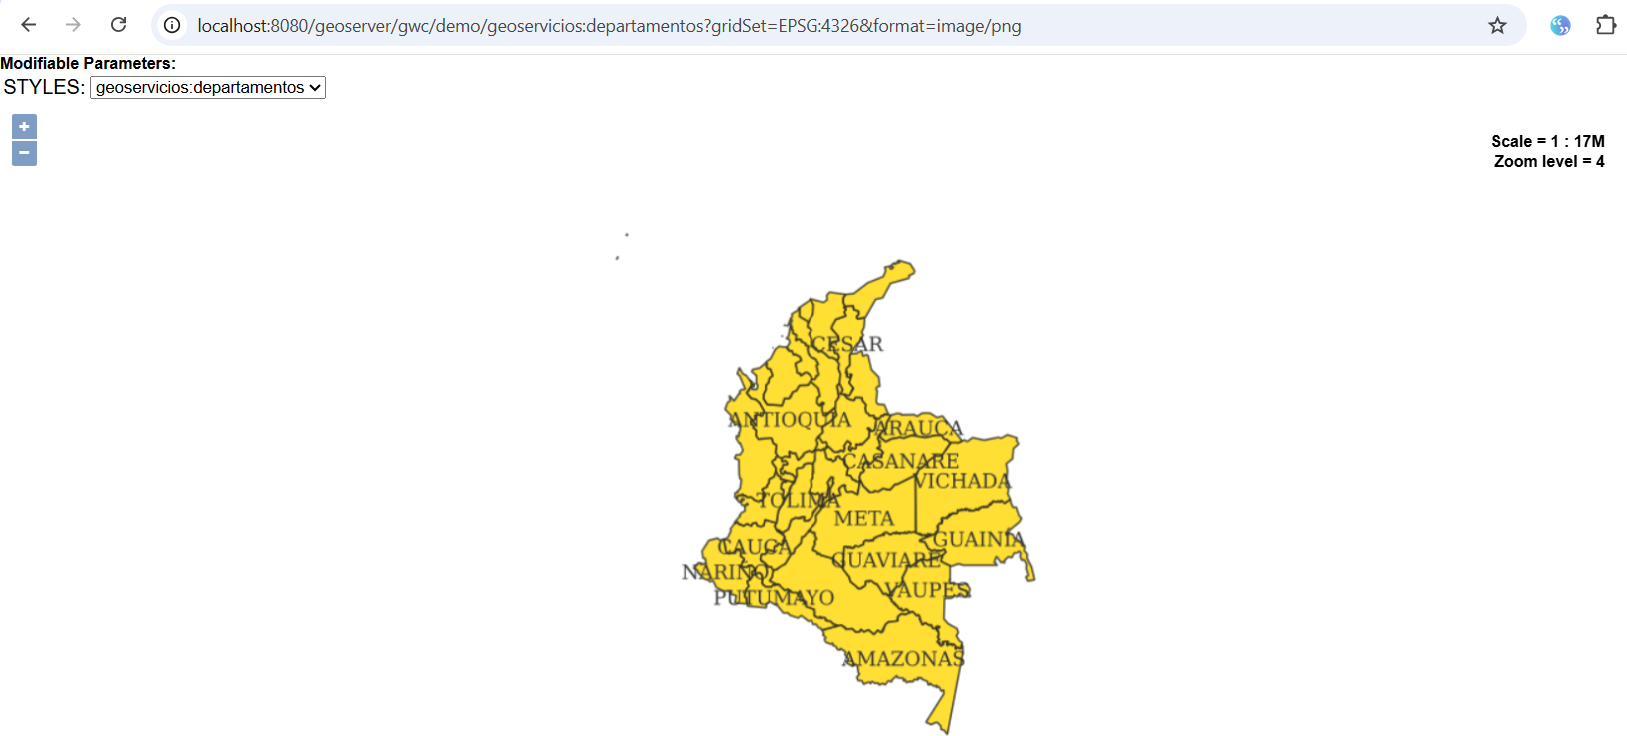 localhost:8080/geoserver/gwc/demo/geoservicios:departamentos?gridSet=EPSG:4326&format=image/png
Modifiable Parameters:
STYLES: geoservicios:departamentos
+
−
Scale = 1 : 17M
Zoom level = 4
CESAR
ANTIOQUIA
ARAUCA
CASANARE
VICHADA
TOLIMA
META
GUAINIA
CAUCA
GUAVIARE
NARIÑO
VAUPES
PUTUMAYO
AMAZONAS